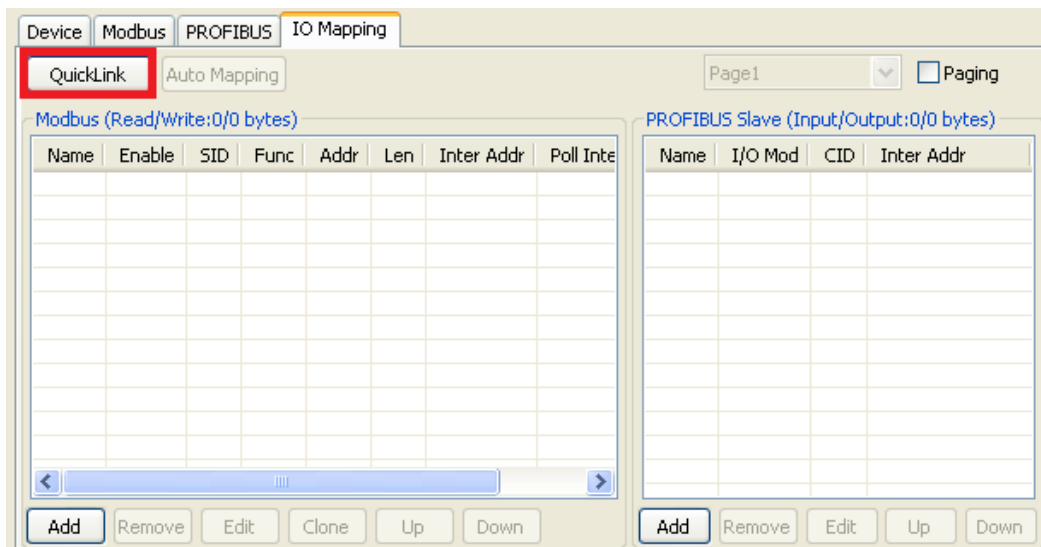 Device Modbus PROFIBUS IO Mapping
QuickLink Auto Mapping Page1 Paging
Modbus (Read/Write:0/0 bytes) PROFIBUS Slave (Input/Output:0/0 bytes)
Name Enable SID Func Addr Len Inter Addr Poll Inte Name I/O Mod CID Inter Addr
Add Remove Edit Clone Up Down Add Remove Edit Up Down